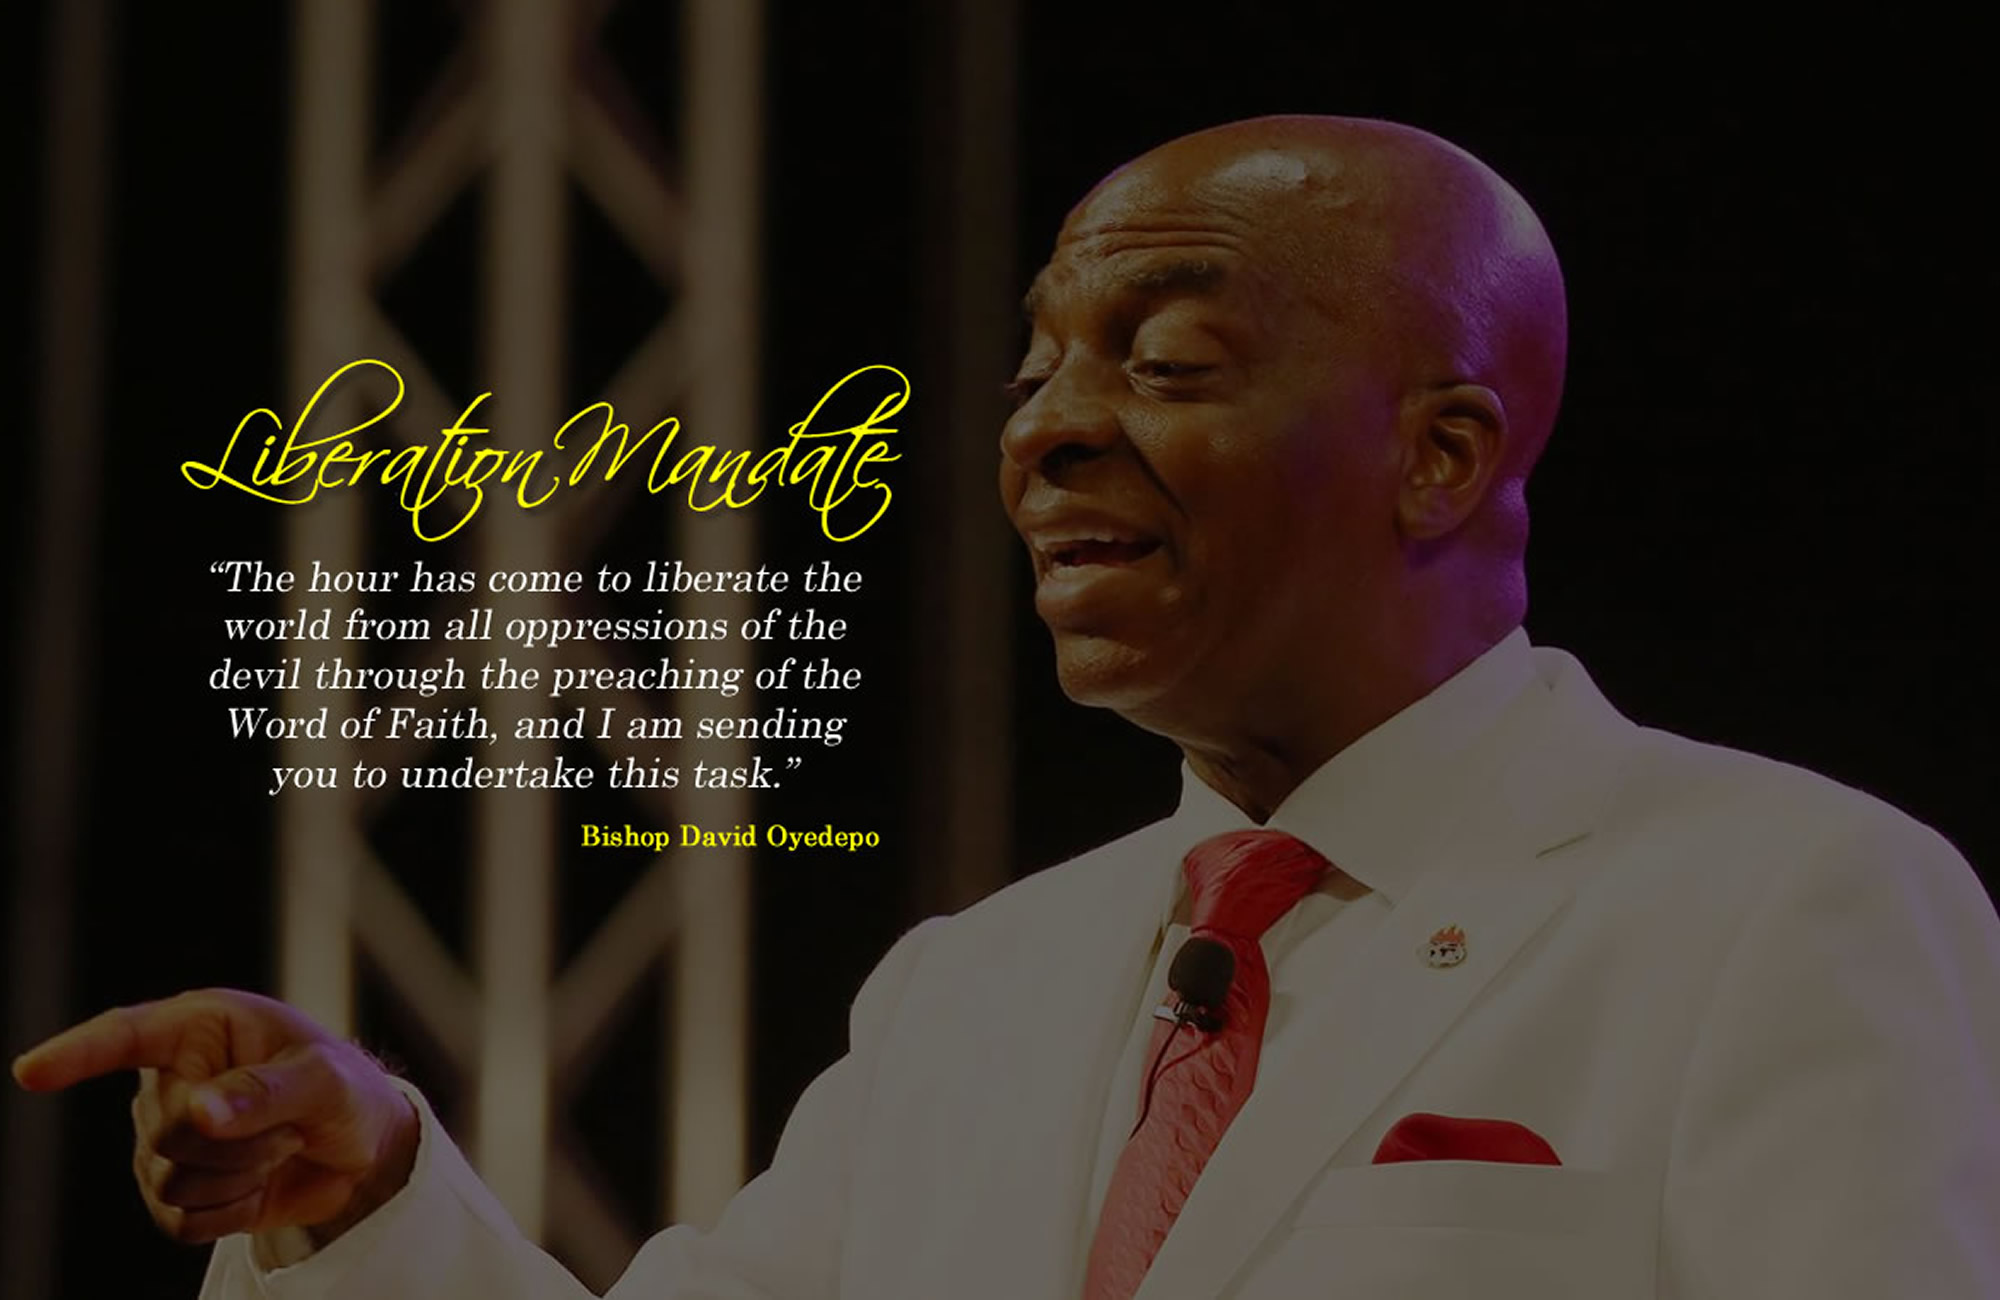 Liberation Mandate
“The hour has come to liberate the
world from all oppressions of the
devil through the preaching of the
Word of Faith, and I am sending
you to undertake this task.”
Bishop David Oyedepo